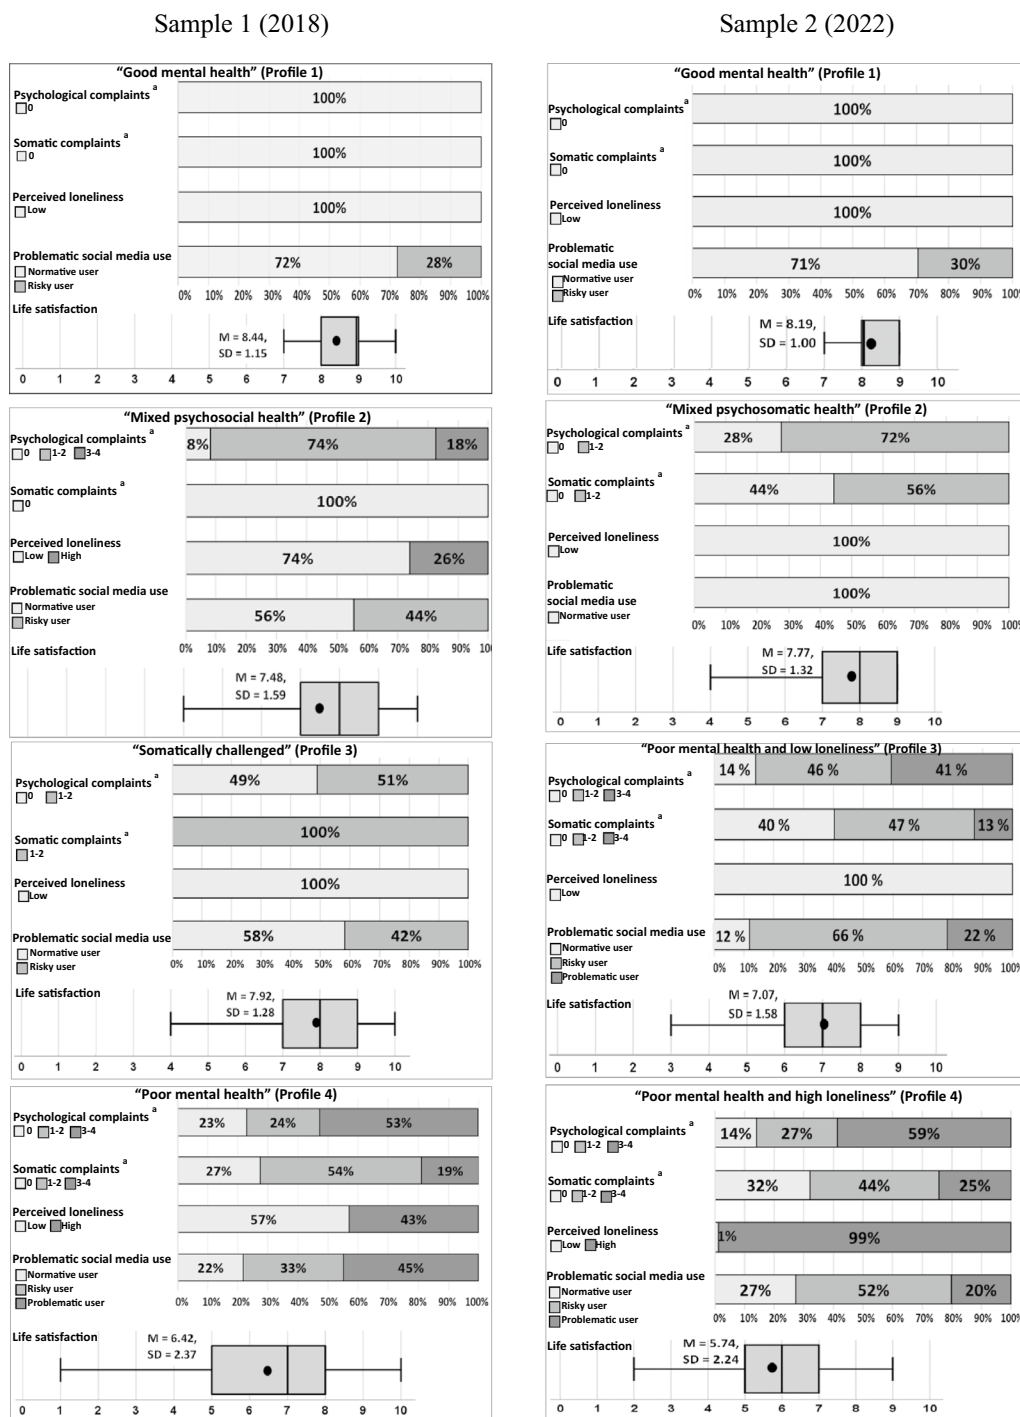 Sample 1 (2018)
“Good mental health” (Profile 1)
Psychological complaints a
0
100%
Somatic complaints a
0
100%
Perceived loneliness
Low
100%
Problematic social media use
Normative user
Risky user
72% 28%
0% 10% 20% 30% 40% 50% 60% 70% 80% 90% 100%
Life satisfaction
M = 8.44,
SD = 1.15
0 1 2 3 4 5 6 7 8 9 10
“Mixed psychosocial health” (Profile 2)
Psychological complaints a
0 1-2 3-4
8% 74% 18%
Somatic complaints a
0
100%
Perceived loneliness
Low High
74% 26%
Problematic social media use
Normative user
Risky user
56% 44%
0% 10% 20% 30% 40% 50% 60% 70% 80% 90% 10
Life satisfaction
M = 7.48,
SD = 1.59
“Somatically challenged” (Profile 3)
Psychological complaints a
0 1-2
49% 51%
Somatic complaints a
1-2
100%
Perceived loneliness
Low
100%
Problematic social media use
Normative user
Risky user
58% 42%
0% 10% 20% 30% 40% 50% 60% 70% 80% 90% 100%
Life satisfaction
M = 7.92,
SD = 1.28
0 1 2 3 4 5 6 7 8 9 10
“Poor mental health” (Profile 4)
Psychological complaints a
0 1-2 3-4
23% 24% 53%
Somatic complaints a
0 1-2 3-4
27% 54% 19%
Perceived loneliness
Low High
57% 43%
Problematic social media use
Normative user
Risky user
Problematic user
22% 33% 45%
0% 10% 20% 30% 40% 50% 60% 70% 80% 90% 100%
Life satisfaction
M = 6.42,
SD = 2.37
0 1 2 3 4 5 6 7 8 9 10
Sample 2 (2022)
“Good mental health” (Profile 1)
Psychological complaints a
0
100%
Somatic complaints a
0
100%
Perceived loneliness
Low
100%
Problematic
social media use
Normative user
Risky user
71% 30%
0% 10% 20% 30% 40% 50% 60% 70% 80% 90% 100%
Life satisfaction
M = 8.19,
SD = 1.00
0 1 2 3 4 5 6 7 8 9 10
“Mixed psychosomatic health” (Profile 2)
Psychological complaints a
0 1-2
28% 72%
Somatic complaints a
0 1-2
44% 56%
Perceived loneliness
Low
100%
Problematic
social media use
Normative user
100%
0% 10% 20% 30% 40% 50% 60% 70% 80% 90% 100%
Life satisfaction
M = 7.77,
SD = 1.32
0 1 2 3 4 5 6 7 8 9 10
“Poor mental health and low loneliness” (Profile 3)
Psychological complaints a
0 1-2 3-4
14 % 46 % 41 %
Somatic complaints a
0 1-2 3-4
40 % 47 % 13 %
Perceived loneliness
Low
100 %
Problematic social media use
Normative user
Risky user
Problematic user
12 % 66 % 22 %
0% 10% 20% 30% 40% 50% 60% 70% 80% 90% 100%
Life satisfaction
M = 7.07,
SD = 1.58
0 1 2 3 4 5 6 7 8 9 10
“Poor mental health and high loneliness” (Profile 4)
Psychological complaints a
0 1-2 3-4
14% 27% 59%
Somatic complaints a
0 1-2 3-4
32% 44% 25%
Perceived loneliness
Low High
1% 99%
Problematic social media use
Normative user
Risky user
Problematic user
27% 52% 20%
0% 10% 20% 30% 40% 50% 60% 70% 80% 90% 100%
Life satisfaction
M = 5.74,
SD = 2.24
0 1 2 3 4 5 6 7 8 9 10